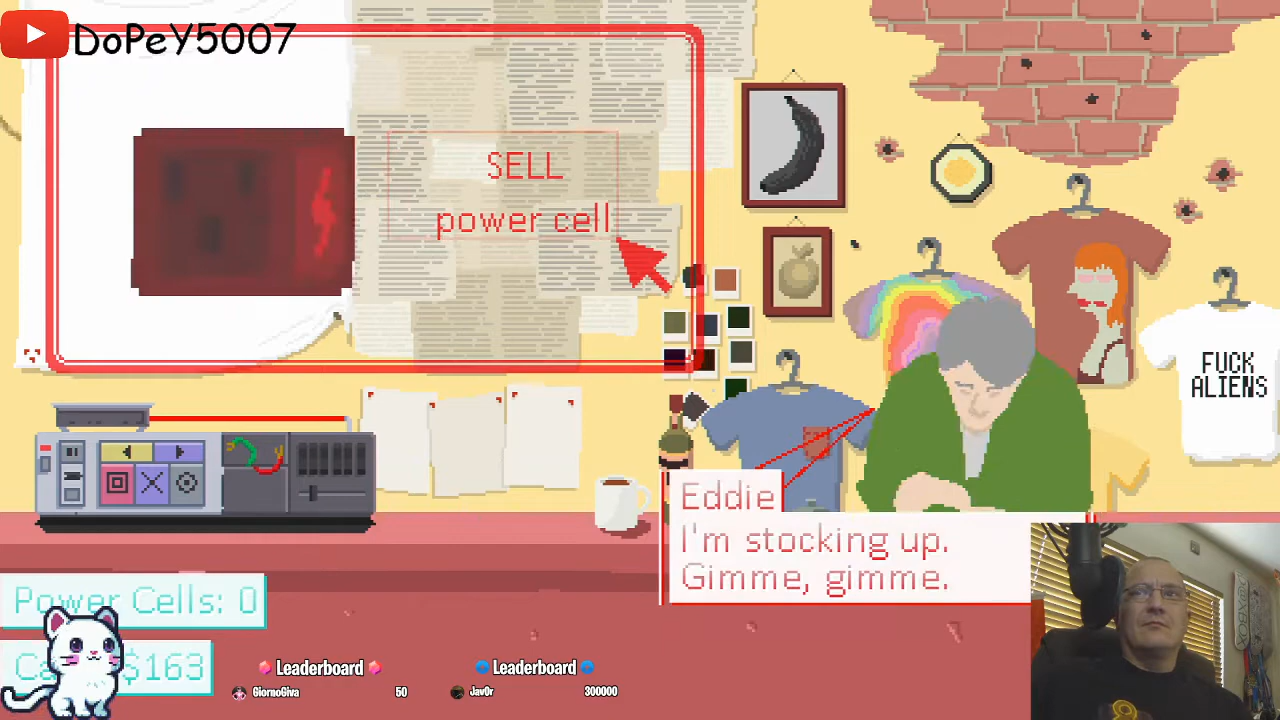 DoPeY5007
SELL
power cell
FUCK
ALIENS
Eddie
I'm stocking up.
Gimme, gimme.
Power Cells: 0
$163
Leaderboard
GiornoGiva 50
Leaderboard
Jav0r 300000